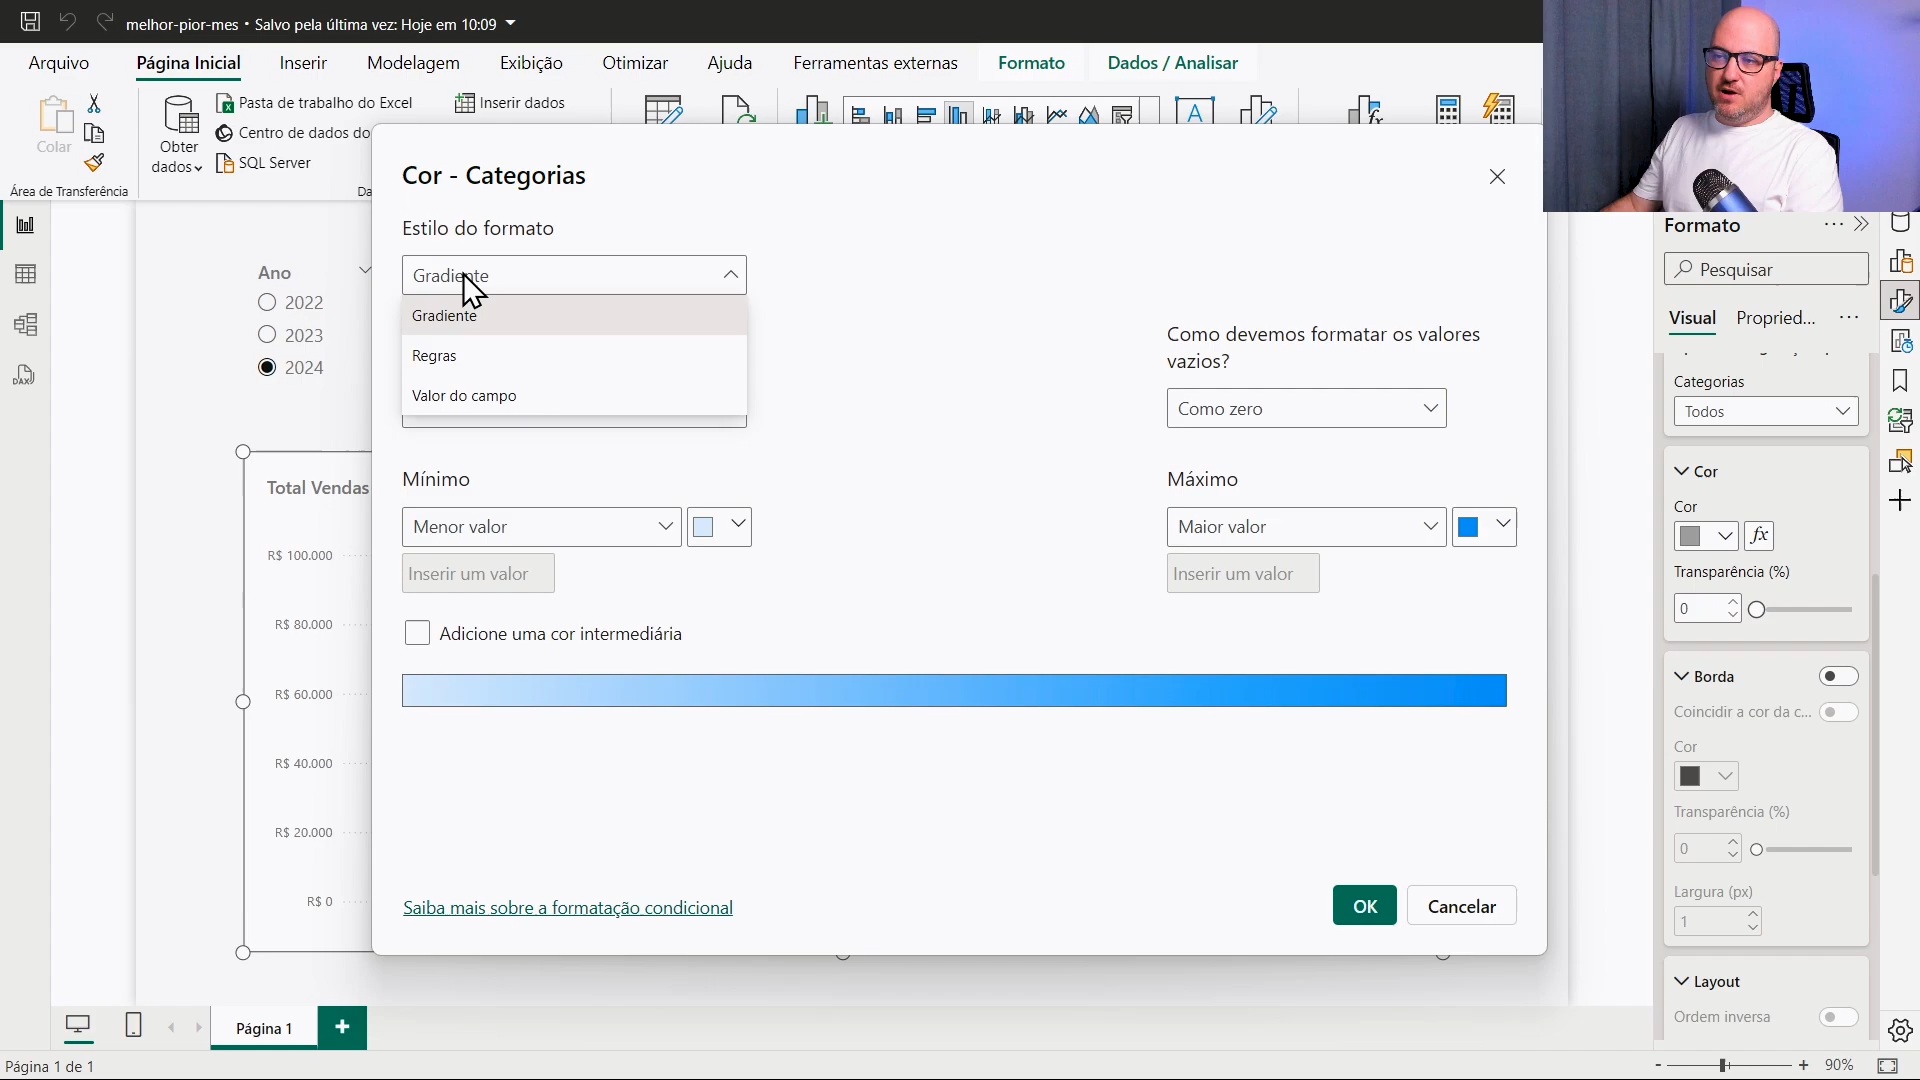 melhor-pior-mes • Salvo pela última vez: Hoje em 10:09
Arquivo
Página Inicial
Inserir
Modelagem
Exibição
Otimizar
Ajuda
Ferramentas externas
Formato
Dados / Analisar
Colar
Área de Transferência
Obter
dados
Pasta de trabalho do Excel
Centro de dados do
SQL Server
Inserir dados
Da
Cor - Categorias
Estilo do formato
Gradiente
Gradiente
Regras
Valor do campo
Como devemos formatar os valores
vazios?
Como zero
Mínimo
Menor valor
Inserir um valor
Máximo
Maior valor
Inserir um valor
Adicione uma cor intermediária
Saiba mais sobre a formatação condicional
OK
Cancelar
Ano
2022
2023
2024
Total Vendas
R$ 100.000
R$ 80.000
R$ 60.000
R$ 40.000
R$ 20.000
R$ 0
Formato
Pesquisar
Visual
Propried...
Categorias
Todos
Cor
Cor
fx
Transparência (%)
0
Borda
Coincidir a cor da c...
Cor
Transparência (%)
0
Largura (px)
1
Layout
Ordem inversa
DAX
Página 1
+
Página 1 de 1
- + 90%